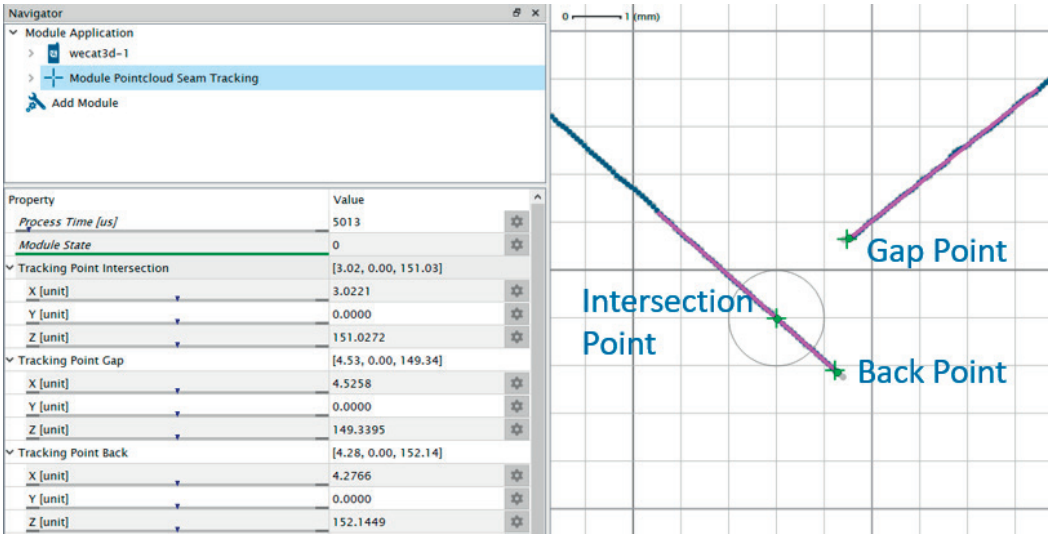 Navigator
Module Application
wecat3d-1
Module Pointcloud Seam Tracking
Add Module
Property Value
Process Time [us] 5013
Module State 0
Tracking Point Intersection [3.02, 0.00, 151.03]
X [unit] 3.0221
Y [unit] 0.0000
Z [unit] 151.0272
Tracking Point Gap [4.53, 0.00, 149.34]
X [unit] 4.5258
Y [unit] 0.0000
Z [unit] 149.3395
Tracking Point Back [4.28, 0.00, 152.14]
X [unit] 4.2766
Y [unit] 0.0000
Z [unit] 152.1449
0 1 (mm)
Gap Point
Intersection
Point
Back Point